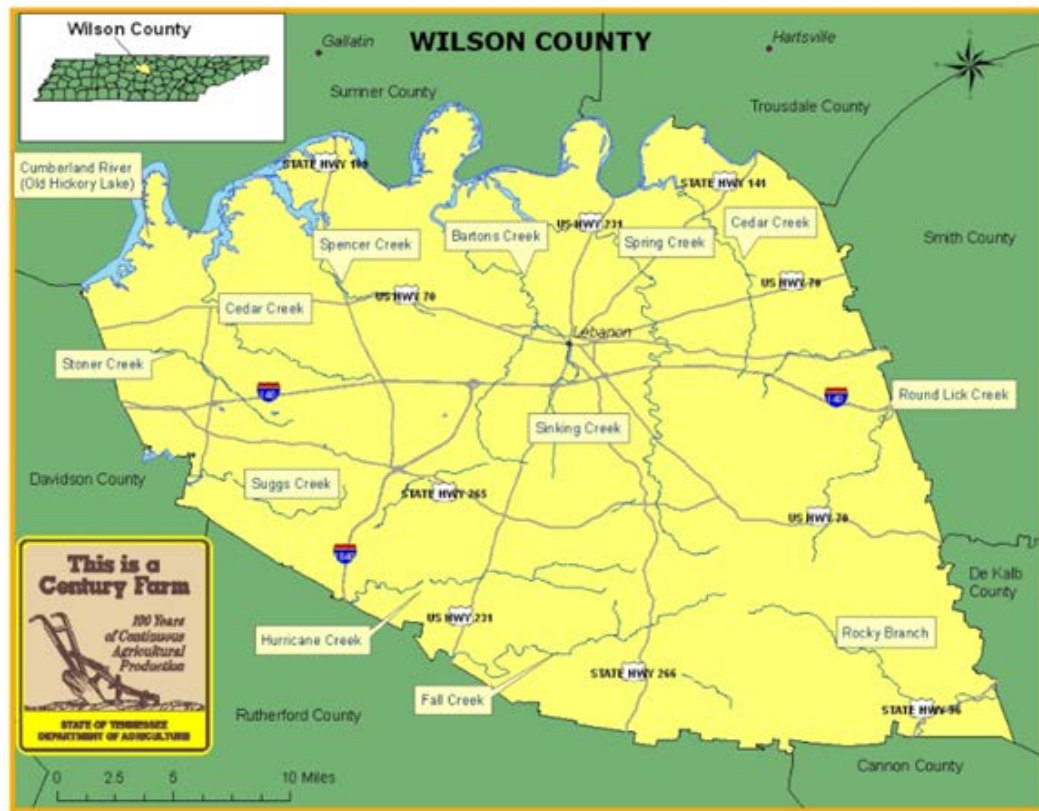 Wilson County
WILSON COUNTY
Gallatin
Hartsville
Sumner County
Trousdale County
Cumberland River
(Old Hickory Lake)
STATE HWY 109
STATE HWY 141
US HWY 231
Spencer Creek
Bartons Creek
Spring Creek
Cedar Creek
Smith County
US HWY 70
US HWY 70
Cedar Creek
Lebanon
Stoner Creek
I-40
I-40
Round Lick Creek
Sinking Creek
Davidson County
Suggs Creek
STATE HWY 265
US HWY 70
This is a
Century Farm
100 Years
of Continuous
Agricultural
Production
STATE OF TENNESSEE
DEPARTMENT OF AGRICULTURE
De Kalb
County
US HWY 231
Hurricane Creek
Rocky Branch
STATE HWY 266
Fall Creek
Rutherford County
STATE HWY 96
Cannon County
0 2.5 5 10 Miles